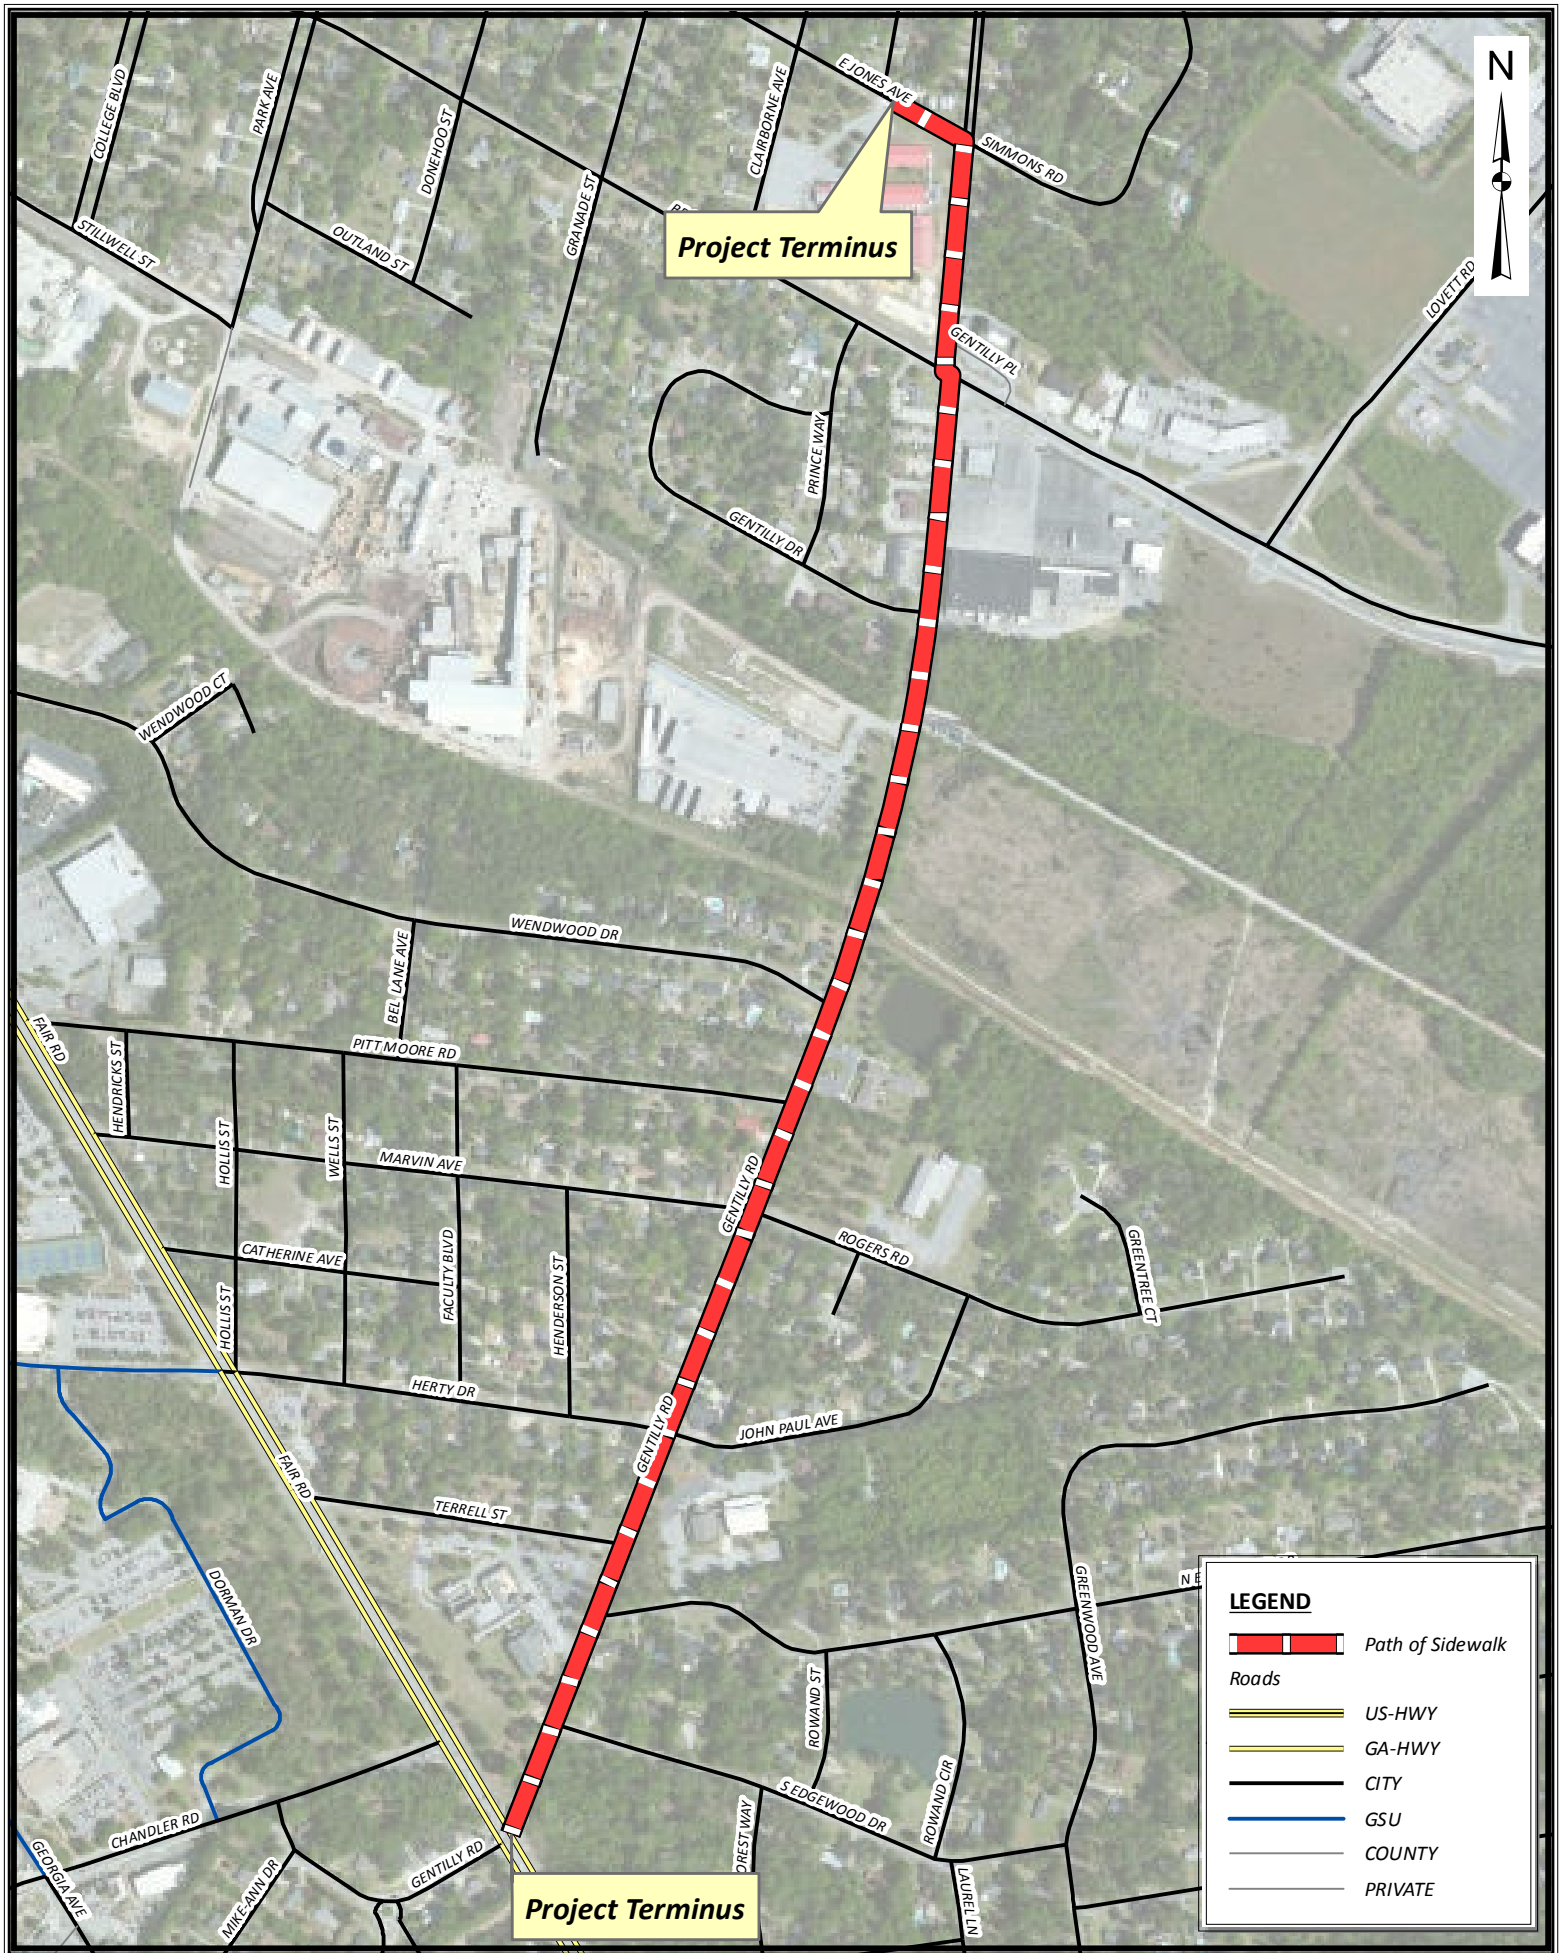 N
COLLEGE BLVD
PARK AVE
DONEHOO ST
CLAIRBORNE AVE
E JONES AVE
SIMMONS RD
STILLWELL ST
OUTLAND ST
GRANADE ST
Project Terminus
LOVETT RD
GENTILLY PL
PRINCE WAY
GENTILLY DR
WENDWOOD CT
WENDWOOD DR
BEL LANE AVE
FAIR RD
PITT MOORE RD
HENDRICKS ST
HOLLIS ST
WELLS ST
MARVIN AVE
GENTILLY RD
ROGERS RD
GREENTREE CT
CATHERINE AVE
FACULTY BLVD
HENDERSON ST
HOLLIS ST
HERTY DR
JOHN PAUL AVE
GENTILLY RD
FAIR RD
TERRELL ST
DORMAN DR
GREENWOOD AVE
N E
ROWAND ST
S EDGEWOOD DR
ROWAND CIR
CHANDLER RD
GEORGIA AVE
MIKE-ANN DR
GENTILLY RD
OREST WAY
LAUREL LN
Project Terminus
LEGEND
Path of Sidewalk
Roads
US-HWY
GA-HWY
CITY
GSU
COUNTY
PRIVATE